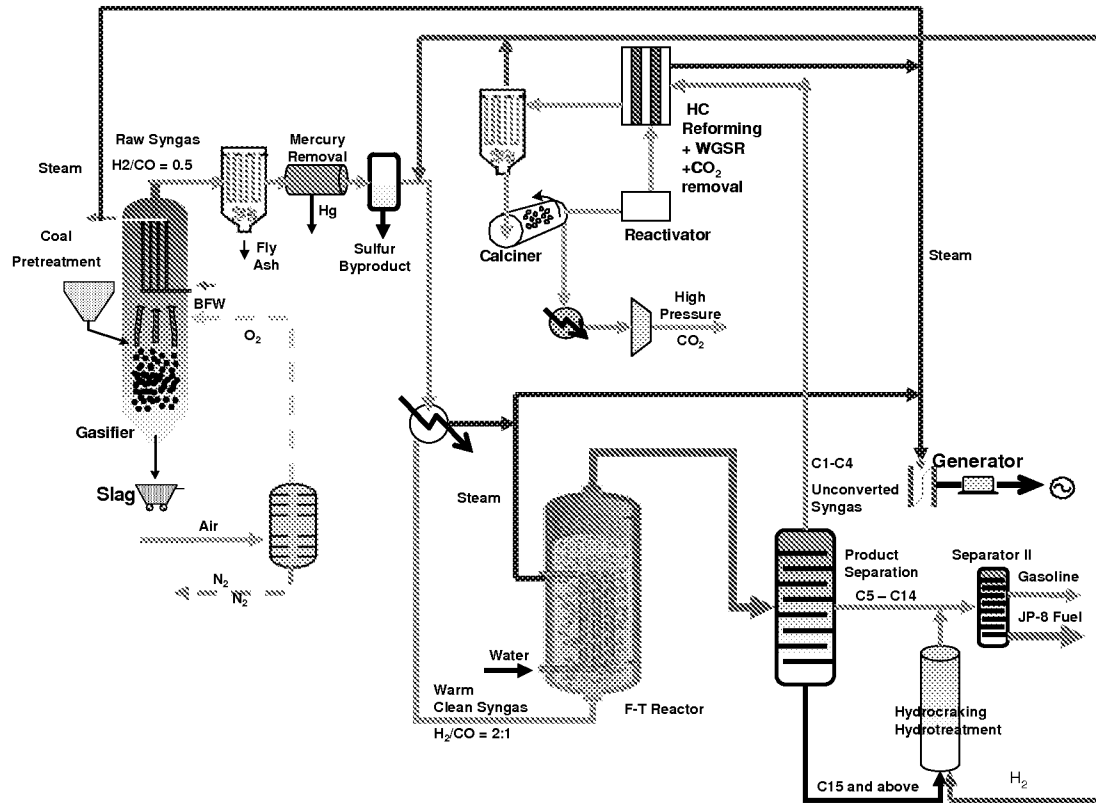 Raw Syngas
H2/CO = 0.5
Steam
Mercury
Removal
HC
Reforming
+ WGSR
+CO2
removal
Hg
Coal
Pretreatment
Fly
Ash
Sulfur
Byproduct
Calciner
Reactivator
Steam
BFW
O2
High
Pressure
CO2
Gasifier
Slag
Steam
C1-C4
Unconverted
Syngas
Generator
Air
N2
N2
Product
Separation
Separator II
Gasoline
C5 – C14
JP-8 Fuel
Water
Warm
Clean Syngas
H2/CO = 2:1
F-T Reactor
Hydrocraking
Hydrotreatment
C15 and above
H2